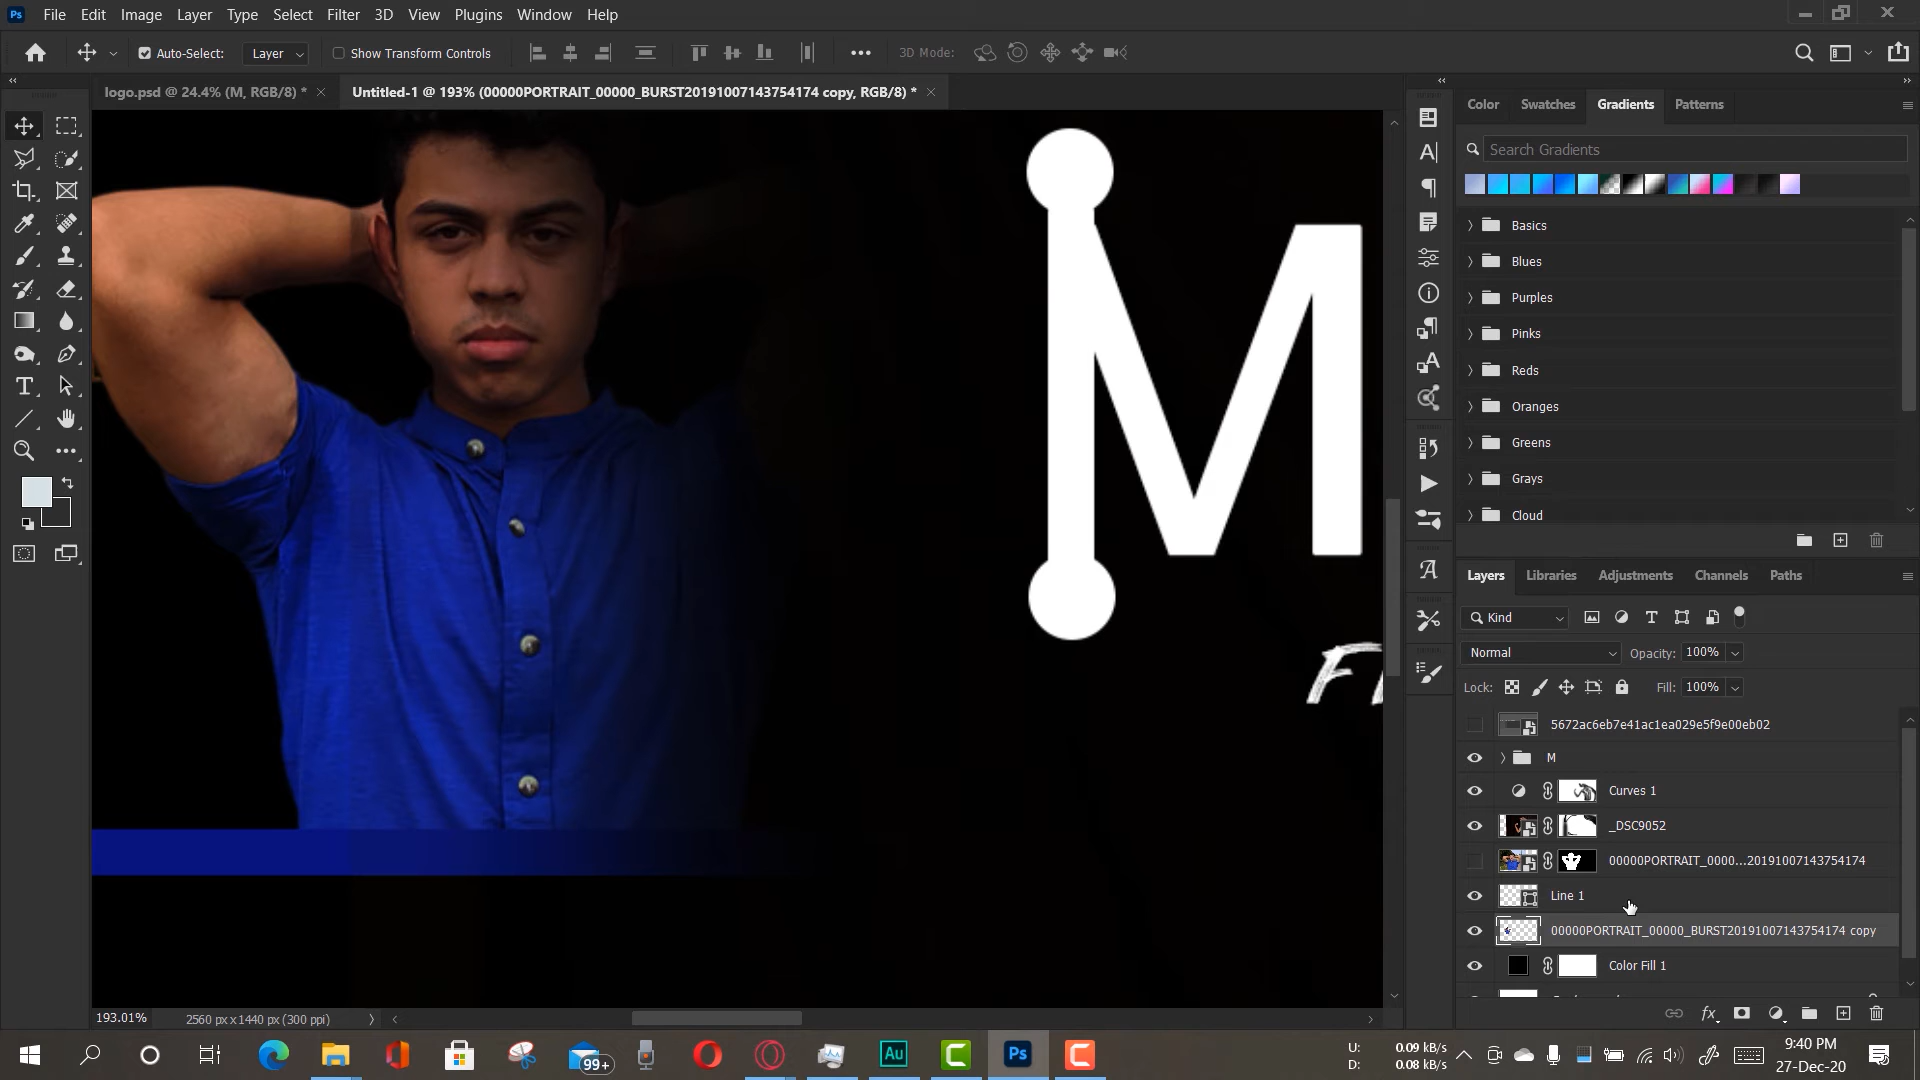 Ps File Edit Image Layer Type Select Filter 3D View Plugins Window Help
Auto-Select: Layer Show Transform Controls 3D Mode:
logo.psd @ 24.4% (M, RGB/8) * Untitled-1 @ 193% (00000PORTRAIT_00000_BURST20191007143754174 copy, RGB/8) *
Color Swatches Gradients Patterns
Search Gradients
Basics
Blues
Purples
Pinks
Reds
Oranges
Greens
Grays
Cloud
M
Layers Libraries Adjustments Channels Paths
Kind
Normal Opacity: 100%
Lock: Fill: 100%
5672ac6eb7e41ac1ea029e5f9e00eb02
M
Curves 1
_DSC9052
00000PORTRAIT_0000...20191007143754174
Line 1
00000PORTRAIT_00000_BURST20191007143754174 copy
Color Fill 1
193.01% 2560 px x 1440 px (300 ppi)
99+ Au Ps
U: 0.09 kB/s
D: 0.08 kB/s
9:40 PM
27-Dec-20